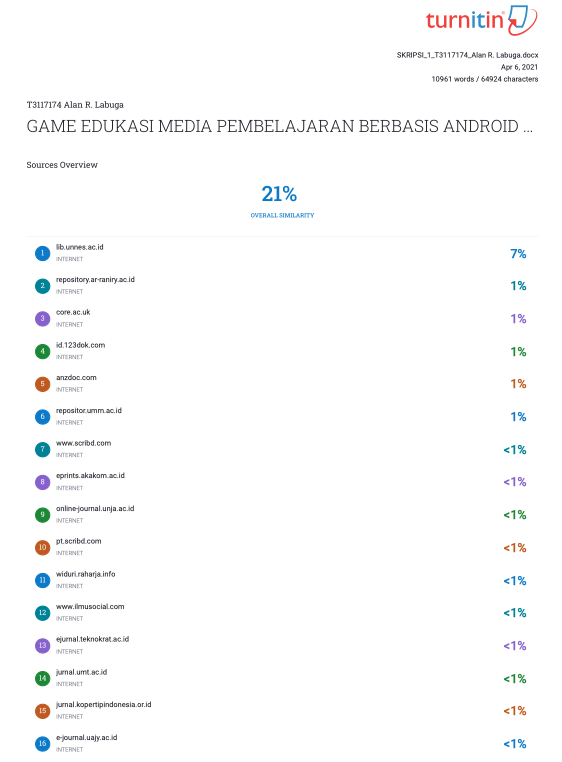 turnitin
SKRIPSI_1_T3117174_Alan R. Labuga.docx
Apr 6, 2021
10961 words / 64924 characters
T3117174 Alan R. Labuga
GAME EDUKASI MEDIA PEMBELAJARAN BERBASIS ANDROID ...
Sources Overview
21%
OVERALL SIMILARITY
1 lib.unnes.ac.id 7%
INTERNET
2 repository.ar-raniry.ac.id 1%
INTERNET
3 core.ac.uk 1%
INTERNET
4 id.123dok.com 1%
INTERNET
5 anzdoc.com 1%
INTERNET
6 repositor.umm.ac.id 1%
INTERNET
7 www.scribd.com <1%
INTERNET
8 eprints.akakom.ac.id <1%
INTERNET
9 online-journal.unja.ac.id <1%
INTERNET
10 pt.scribd.com <1%
INTERNET
11 widuri.raharja.info <1%
INTERNET
12 www.ilmusocial.com <1%
INTERNET
13 ejurnal.teknokrat.ac.id <1%
INTERNET
14 jurnal.umt.ac.id <1%
INTERNET
15 jurnal.kopertipindonesia.or.id <1%
INTERNET
16 e-journal.uajy.ac.id <1%
INTERNET